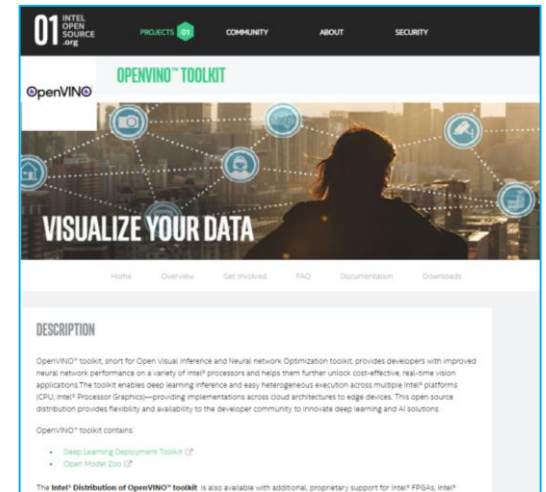 01 INTEL
OPEN
SOURCE
.org
PROJECTS 01
COMMUNITY
ABOUT
SECURITY
OpenVINO
OPENVINO™ TOOLKIT
VISUALIZE YOUR DATA
Home Overview Get Involved FAQ Documentation Downloads
DESCRIPTION
OpenVINO™ toolkit, short for Open Visual Inference and Neural network Optimization toolkit, provides developers with improved
neural network performance on a variety of Intel® processors and helps them further unlock cost-effective, real-time vision
applications.The toolkit enables deep learning inference and easy heterogeneous execution across multiple Intel® platforms
(CPU, Intel® Processor Graphics)—providing implementations across cloud architectures to edge devices. This open source
distribution provides flexibility and availability to the developer community to innovate deep learning and AI solutions.
OpenVINO™ toolkit contains:
• Deep Learning Deployment Toolkit
• Open Model Zoo
The Intel® Distribution of OpenVINO™ toolkit is also available with additional, proprietary support for Intel® FPGAs, Intel®